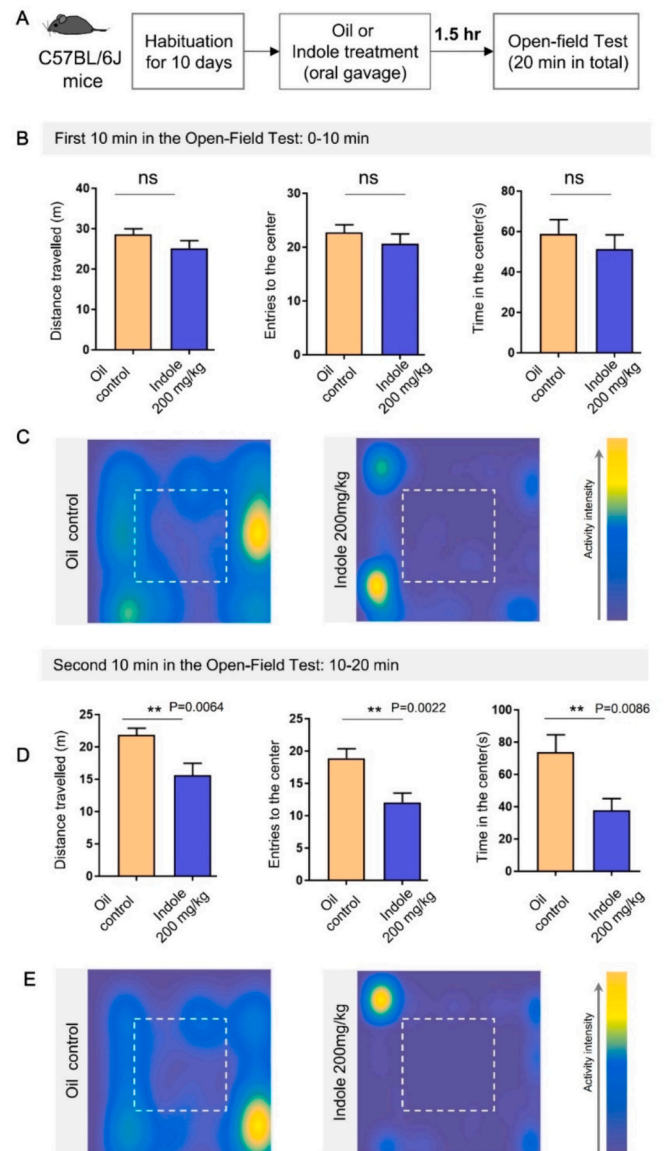 A
C57BL/6J
mice
Habituation
for 10 days
Oil or
Indole treatment
(oral gavage)
1.5 hr
Open-field Test
(20 min in total)
B
First 10 min in the Open-Field Test: 0-10 min
ns
Distance travelled (m)
40
30
20
10
0
Oil
control
Indole
200 mg/kg
ns
Entries to the center
30
20
10
0
Oil
control
Indole
200 mg/kg
ns
Time in the center(s)
80
60
40
20
0
Oil
control
Indole
200 mg/kg
C
Oil control
Indole 200mg/kg
Activity intensity
Second 10 min in the Open-Field Test: 10-20 min
D
** P=0.0064
Distance travelled (m)
25
20
15
10
5
0
Oil
control
Indole
200 mg/kg
** P=0.0022
Entries to the center
25
20
15
10
5
0
Oil
control
Indole
200 mg/kg
** P=0.0086
Time in the center(s)
100
80
60
40
20
0
Oil
control
Indole
200 mg/kg
E
Oil control
Indole 200mg/kg
Activity intensity